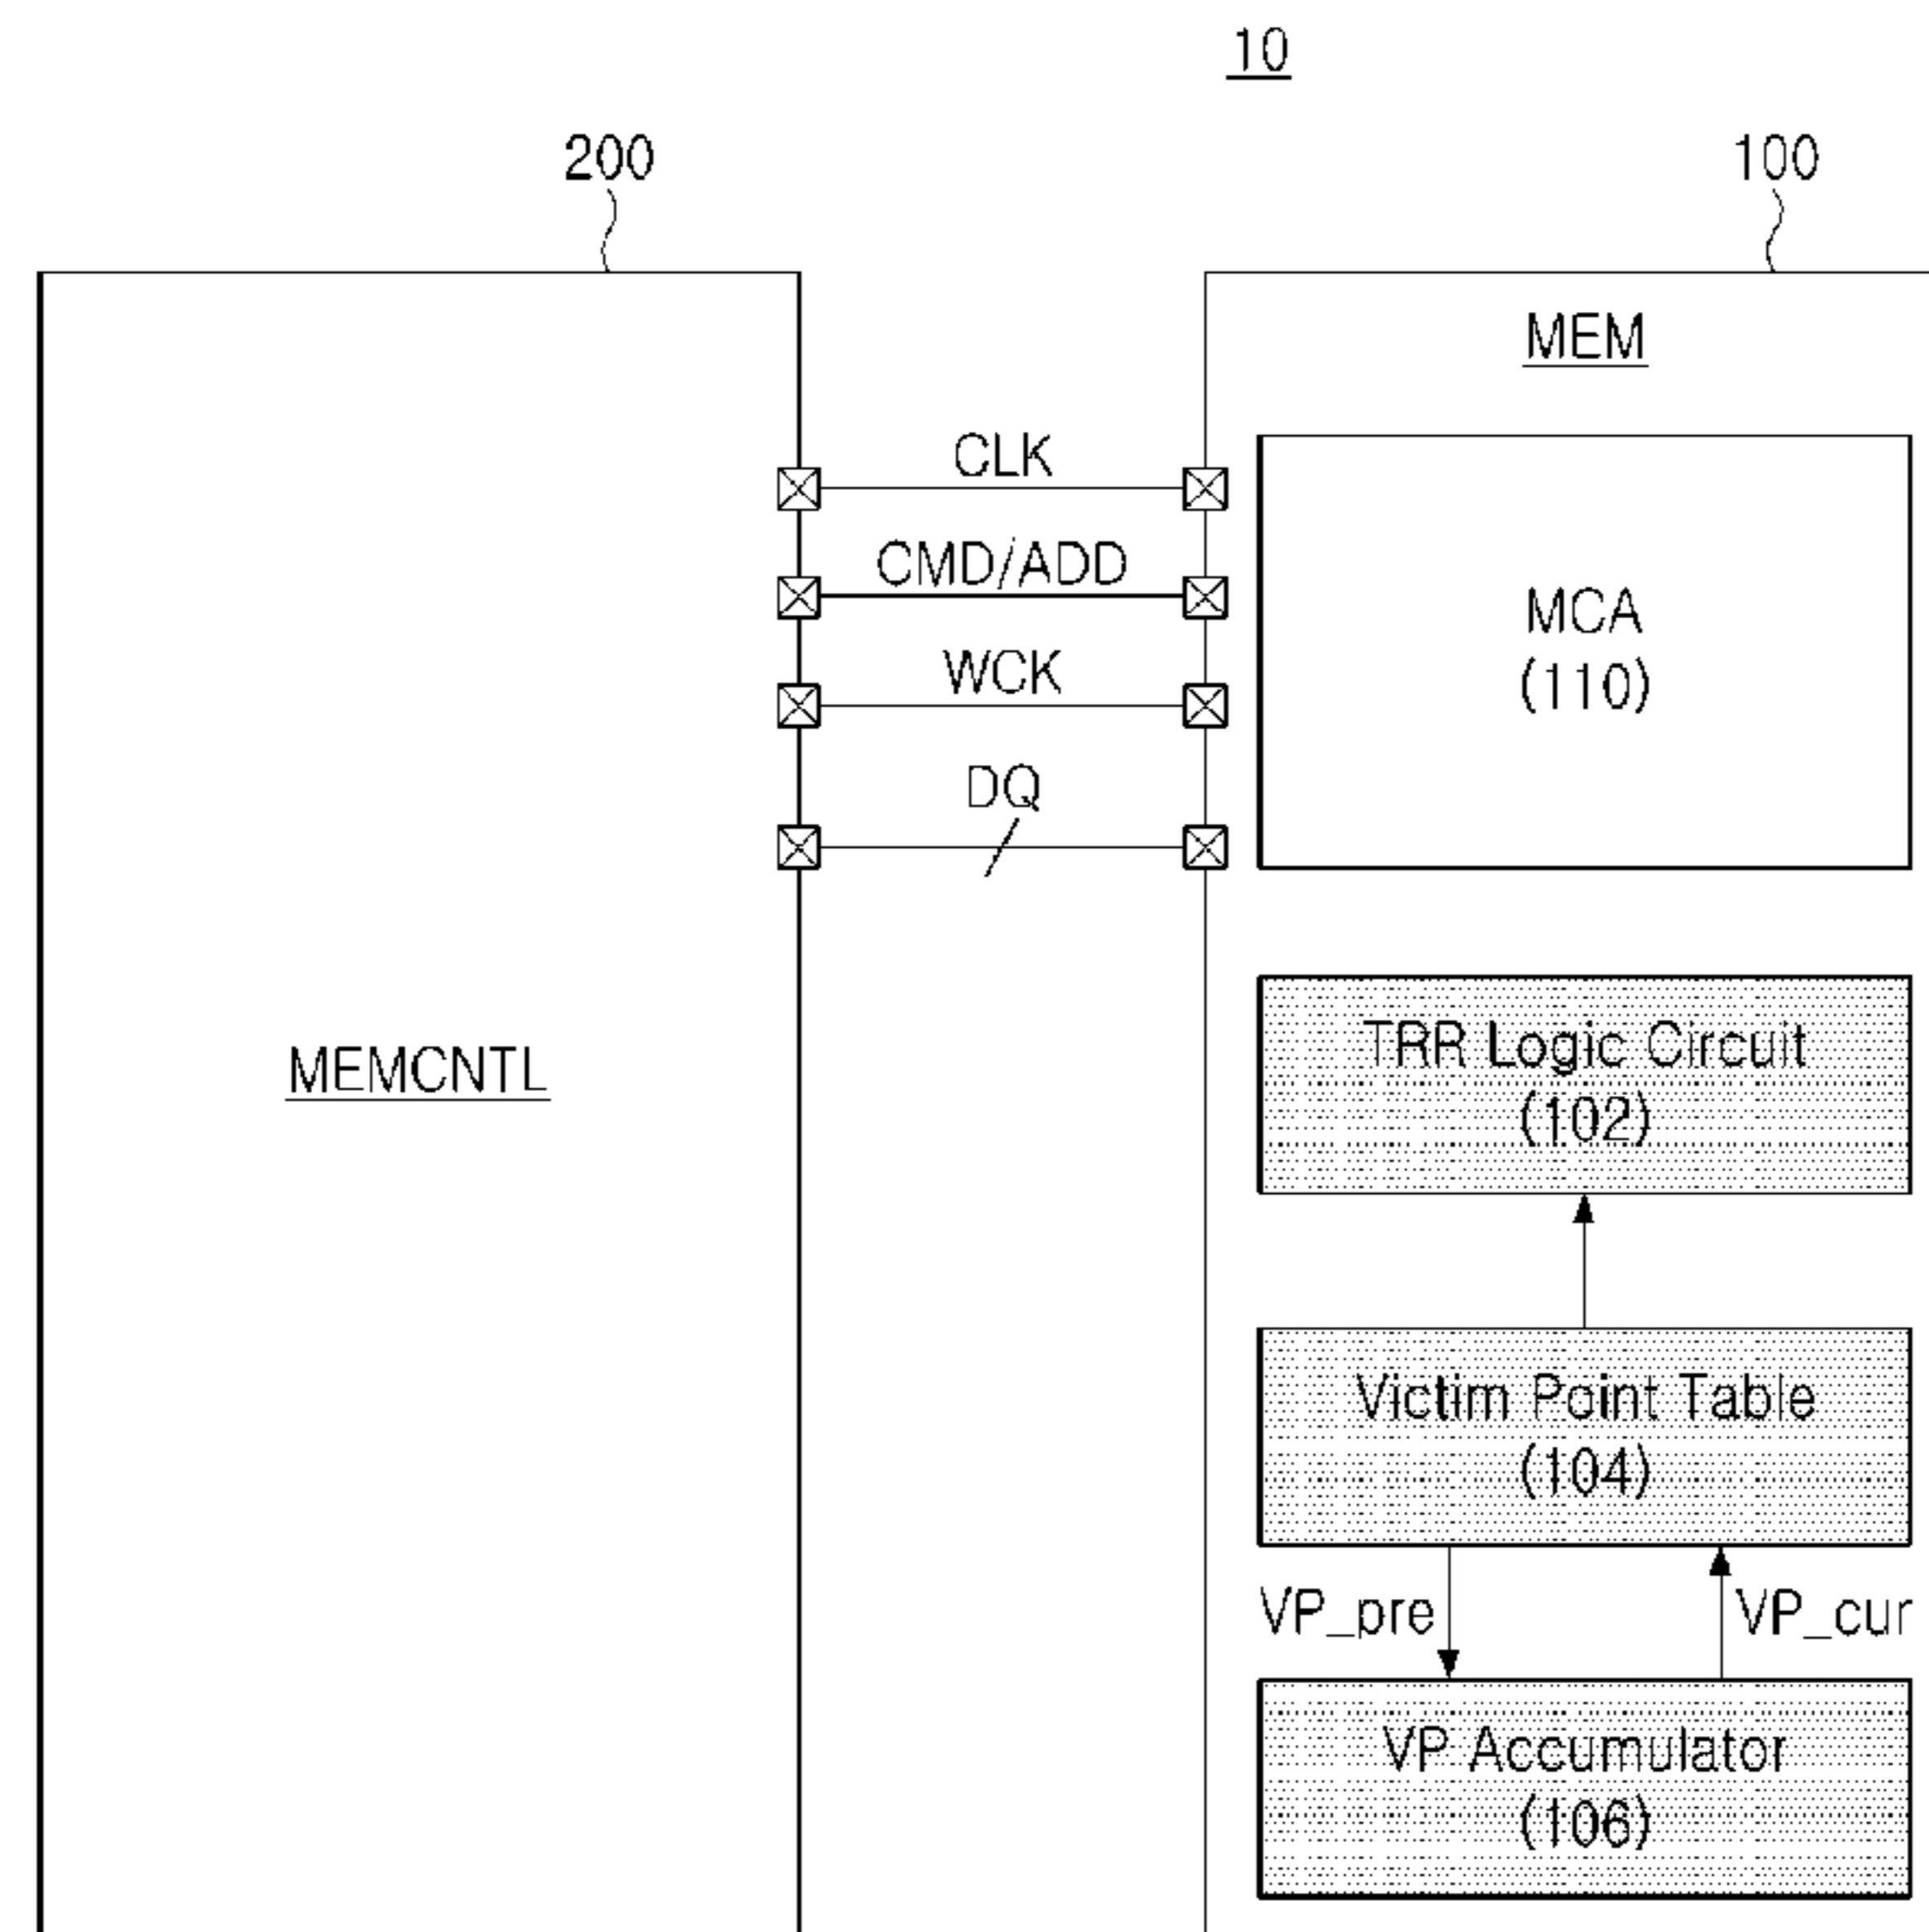 10
200
100
MEM
CLK
CMD/ADD
WCK
DQ
MCA
(110)
MEMCNTL
TRR Logic Circuit
(102)
Victim Point Table
(104)
VP_pre
VP_cur
VP Accumulator
(106)